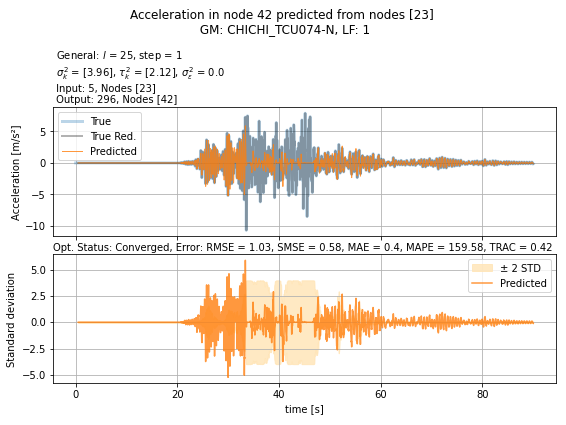 Acceleration in node 42 predicted from nodes [23]
GM: CHICHI_TCU074-N, LF: 1
General: l = 25, step = 1
σ²ₖ = [3.96], τ²ₖ = [2.12], σ²ε = 0.0
Input: 5, Nodes [23]
Output: 296, Nodes [42]
Acceleration [m/s²]
5
0
−5
−10
True
True Red.
Predicted
Opt. Status: Converged, Error: RMSE = 1.03, SMSE = 0.58, MAE = 0.4, MAPE = 159.58, TRAC = 0.42
Standard deviation
5.0
2.5
0.0
−2.5
−5.0
± 2 STD
Predicted
0 20 40 60 80
time [s]